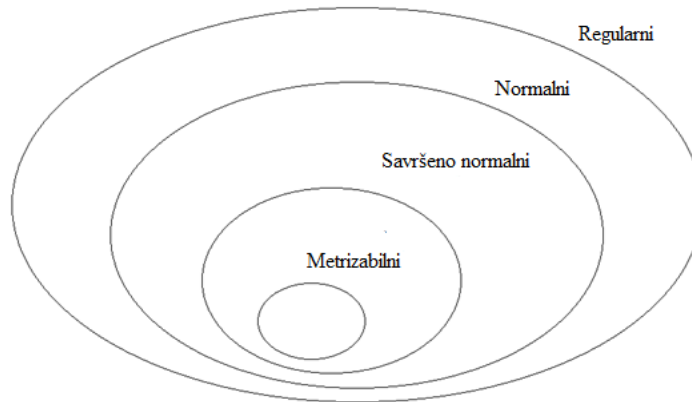 Regularni
Normalni
Savršeno normalni
Metrizabilni